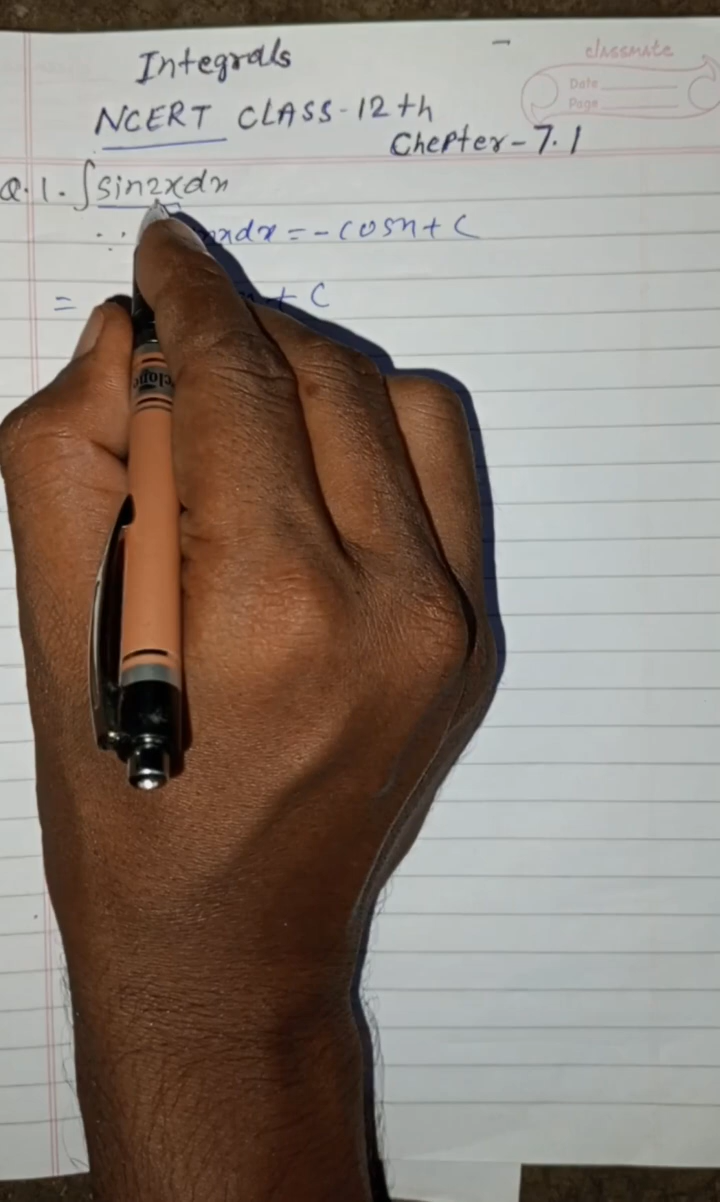 Integrals
classmate
Date
Page
NCERT CLASS-12th
Chepter-7.1
Q.1. ∫sin2xdx
∵ xdx = -cosx + C
= + C